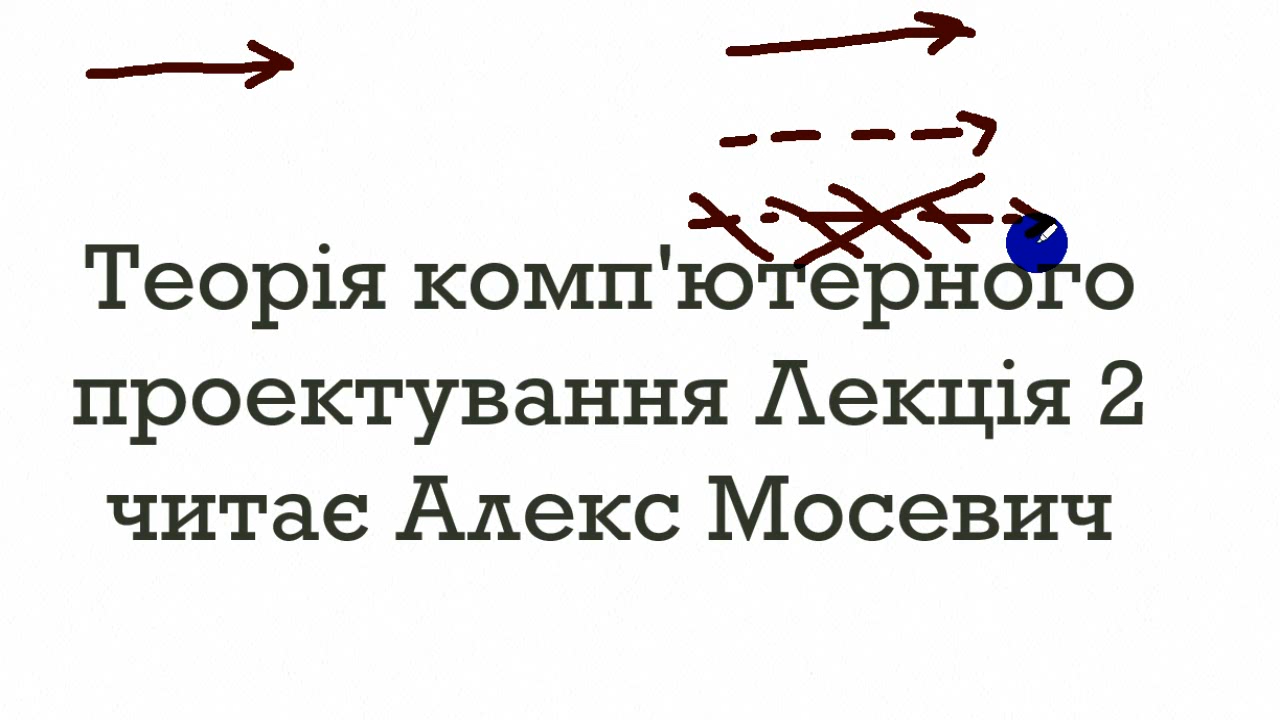 Теорія комп'ютерного
проектування Лекція 2
читає Алекс Мосевич